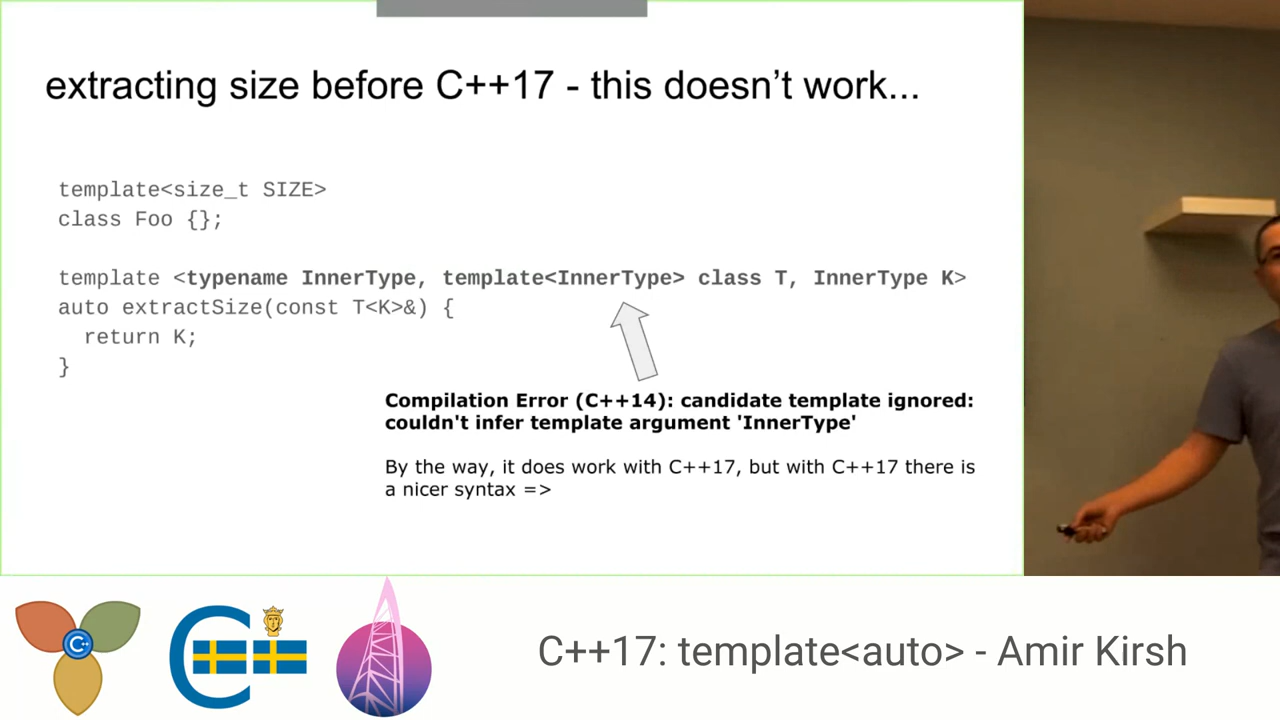 extracting size before C++17 - this doesn't work...
template<size_t SIZE>
class Foo {};
template <typename InnerType, template<InnerType> class T, InnerType K>
auto extractSize(const T<K>&) {
return K;
}
Compilation Error (C++14): candidate template ignored:
couldn't infer template argument 'InnerType'
By the way, it does work with C++17, but with C++17 there is
a nicer syntax =>
C++
C++
C++17: template<auto> - Amir Kirsh